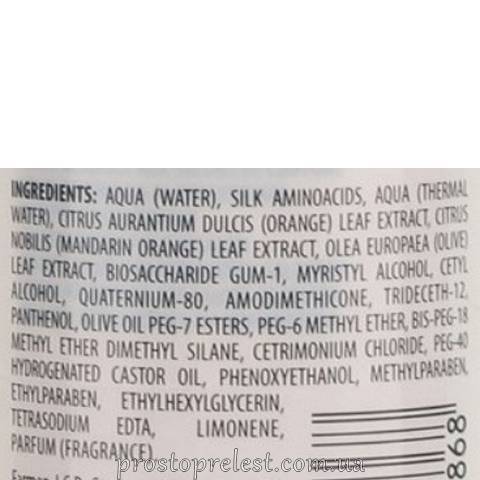 INGREDIENTS: AQUA (WATER), SILK AMINOACIDS, AQUA (THERMAL
WATER), CITRUS AURANTIUM DULCIS (ORANGE) LEAF EXTRACT, CITRUS
NOBILIS (MANDARIN ORANGE) LEAF EXTRACT, OLEA EUROPAEA (OLIVE)
LEAF EXTRACT, BIOSACCHARIDE GUM-1, MYRISTYL ALCOHOL, CETYL
ALCOHOL, QUATERNIUM-80, AMODIMETHICONE, TRIDECETH-12,
PANTHENOL, OLIVE OIL PEG-7 ESTERS, PEG-6 METHYL ETHER, BIS-PEG-18
METHYL ETHER DIMETHYL SILANE, CETRIMONIUM CHLORIDE, PEG-40
HYDROGENATED CASTOR OIL, PHENOXYETHANOL, METHYLPARABEN,
ETHYLPARABEN, ETHYLHEXYLGLYCERIN,
TETRASODIUM EDTA, LIMONENE,
PARFUM (FRAGRANCE)
prostoprelest.com.ua
868